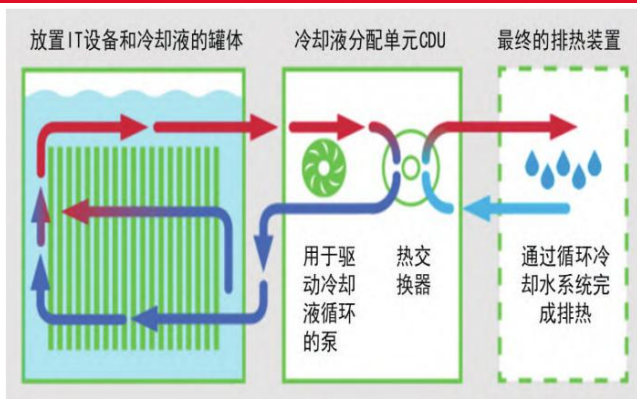 放置IT设备和冷却液的罐体
冷却液分配单元CDU
最终的排热装置
用于驱
动冷却
液循环
的泵
热交
换器
通过循环冷
却水系统完
成排热